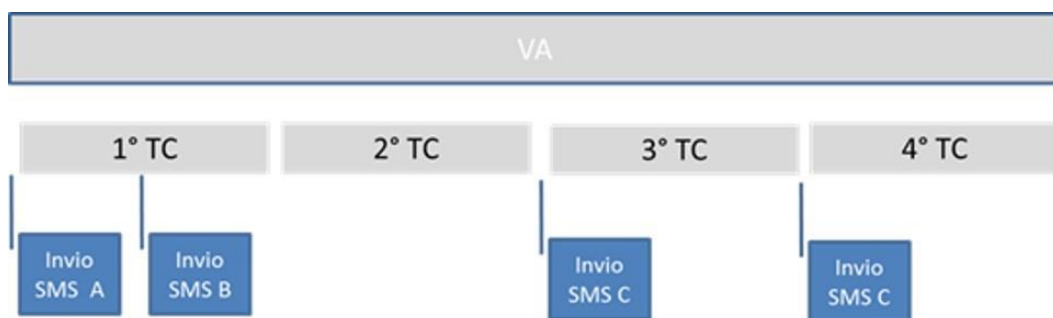 VA
1° TC
2° TC
3° TC
4° TC
Invio
SMS A
Invio
SMS B
Invio
SMS C
Invio
SMS C